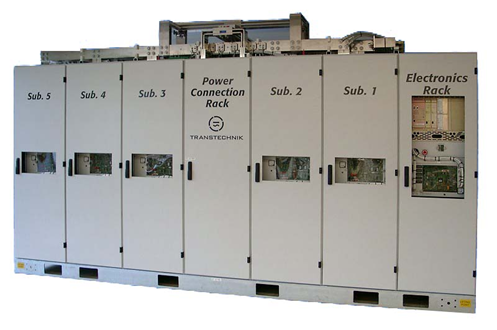 Sub. 5
Sub. 4
Sub. 3
Power
Connection
Rack
TRANSTECHNIK
Sub. 2
Sub. 1
Electronics
Rack